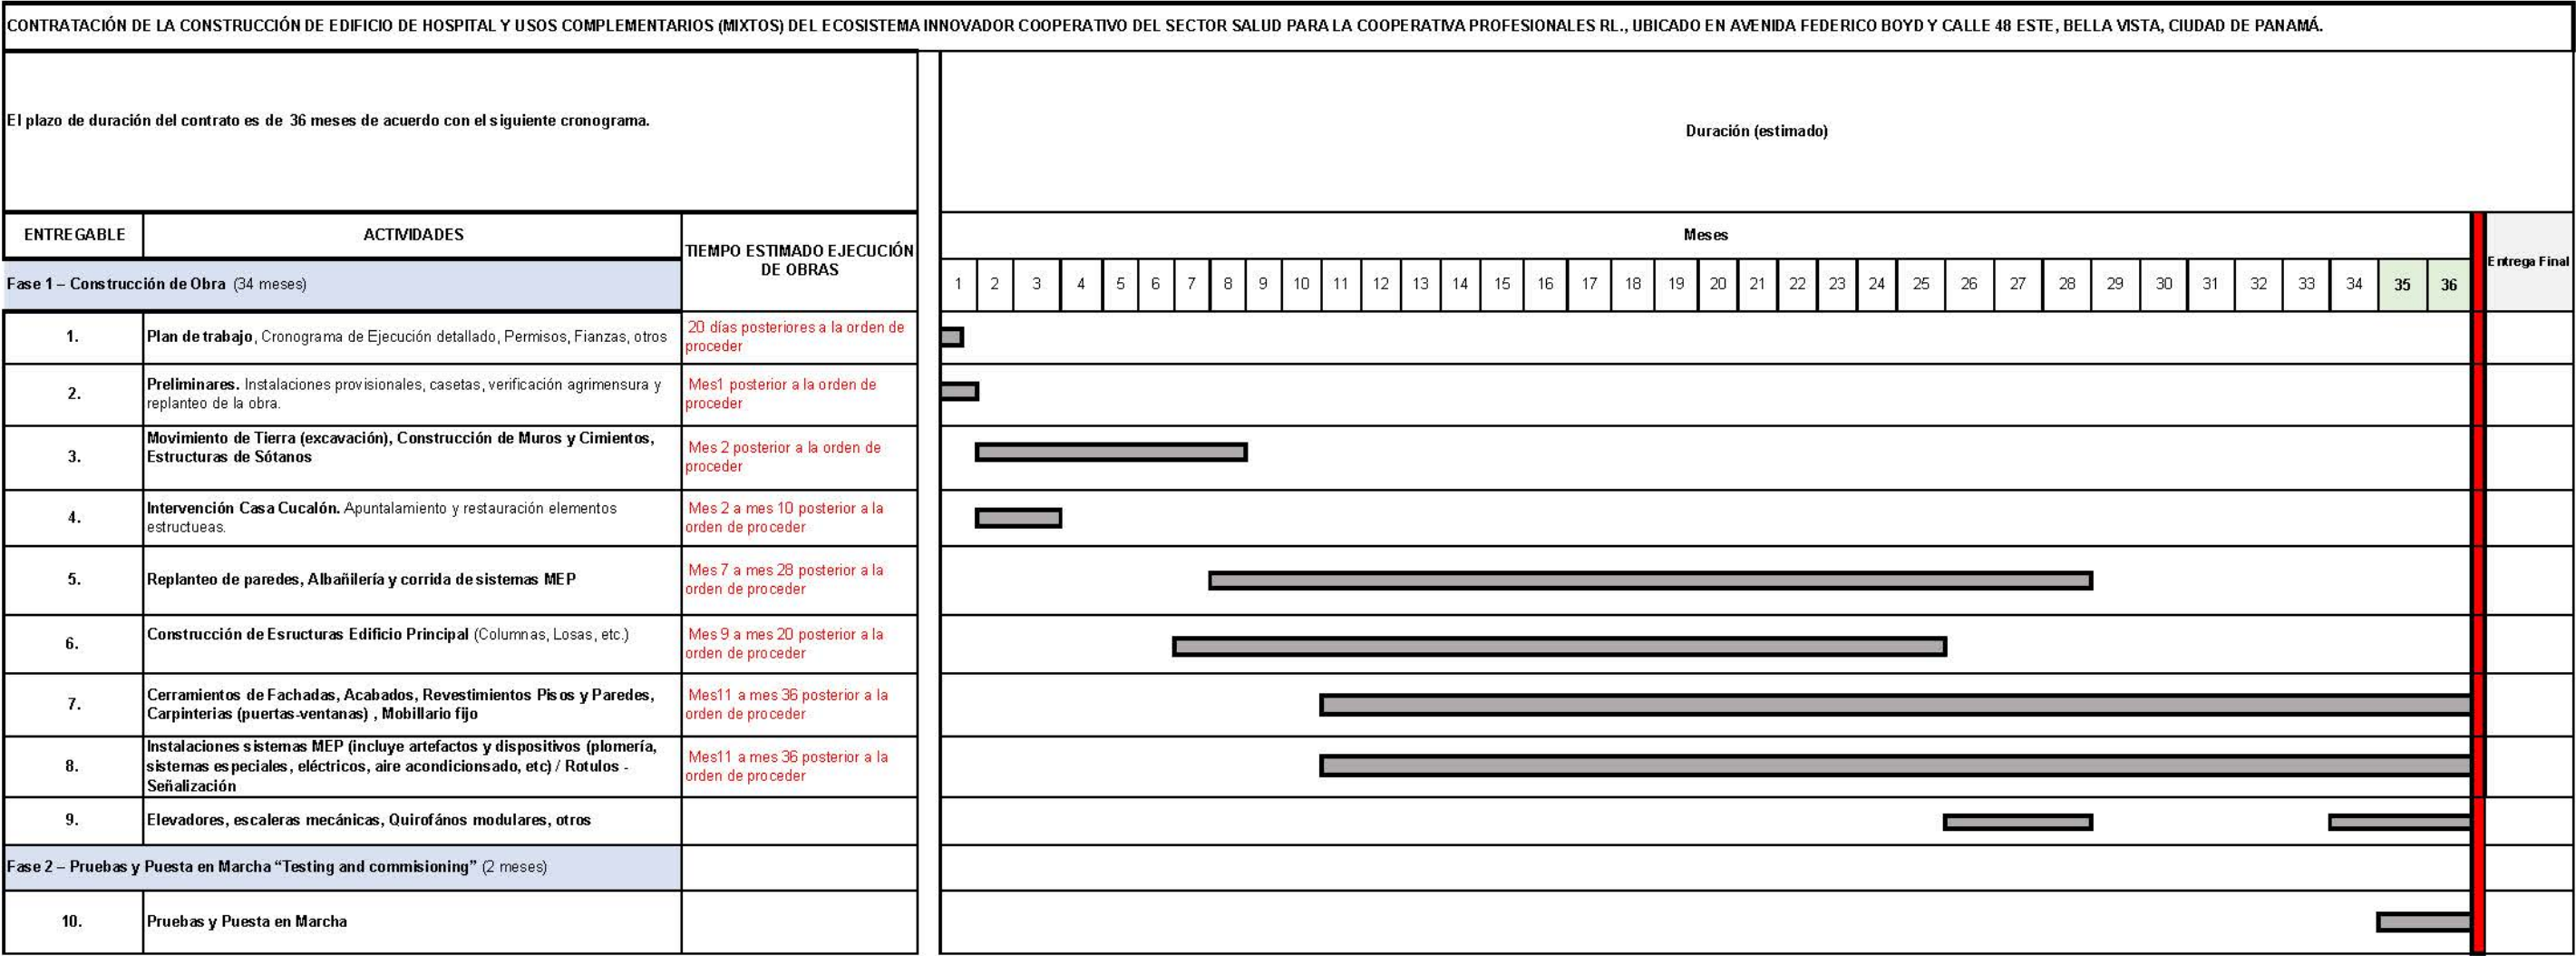 CONTRATACIÓN DE LA CONSTRUCCIÓN DE EDIFICIO DE HOSPITAL Y USOS COMPLEMENTARIOS (MIXTOS) DEL ECOSISTEMA INNOVADOR COOPERATIVO DEL SECTOR SALUD PARA LA COOPERATIVA PROFESIONALES RL., UBICADO EN AVENIDA FEDERICO BOYD Y CALLE 48 ESTE, BELLA VISTA, CIUDAD DE PANAMÁ.
El plazo de duración del contrato es de 36 meses de acuerdo con el siguiente cronograma.
Duración (estimado)
ENTREGABLE
ACTIVIDADES
TIEMPO ESTIMADO EJECUCIÓN
DE OBRAS
Meses
Entrega Final
Fase 1 – Construcción de Obra (34 meses)
1 2 3 4 5 6 7 8 9 10 11 12 13 14 15 16 17 18 19 20 21 22 23 24 25 26 27 28 29 30 31 32 33 34 35 36
1.
Plan de trabajo, Cronograma de Ejecución detallado, Permisos, Fianzas, otros
20 días posteriores a la orden de
proceder
2.
Preliminares. Instalaciones provisionales, casetas, verificación agrimensura y
replanteo de la obra.
Mes1 posterior a la orden de
proceder
3.
Movimiento de Tierra (excavación), Construcción de Muros y Cimientos,
Estructuras de Sótanos
Mes 2 posterior a la orden de
proceder
4.
Intervención Casa Cucalón. Apuntalamiento y restauración elementos
estructueas.
Mes 2 a mes 10 posterior a la
orden de proceder
5.
Replanteo de paredes, Albañilería y corrida de sistemas MEP
Mes 7 a mes 28 posterior a la
orden de proceder
6.
Construcción de Esructuras Edificio Principal (Columnas, Losas, etc.)
Mes 9 a mes 20 posterior a la
orden de proceder
7.
Cerramientos de Fachadas, Acabados, Revestimientos Pisos y Paredes,
Carpinterias (puertas-ventanas) , Mobillario fijo
Mes11 a mes 36 posterior a la
orden de proceder
8.
Instalaciones sistemas MEP (incluye artefactos y dispositivos (plomería,
sistemas especiales, eléctricos, aire acondicionsado, etc) / Rotulos -
Señalización
Mes11 a mes 36 posterior a la
orden de proceder
9.
Elevadores, escaleras mecánicas, Quirofános modulares, otros
Fase 2 – Pruebas y Puesta en Marcha “Testing and commisioning” (2 meses)
10.
Pruebas y Puesta en Marcha